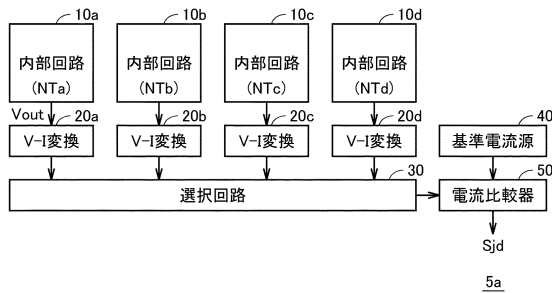 10a 10b 10c 10d
内部回路 内部回路 内部回路 内部回路
(NTa) (NTb) (NTc) (NTd)
Vout 20a 20b 20c 20d 40
V-I変換 V-I変換 V-I変換 V-I変換 基準電流源
30 50
選択回路 電流比較器
Sjd
5a